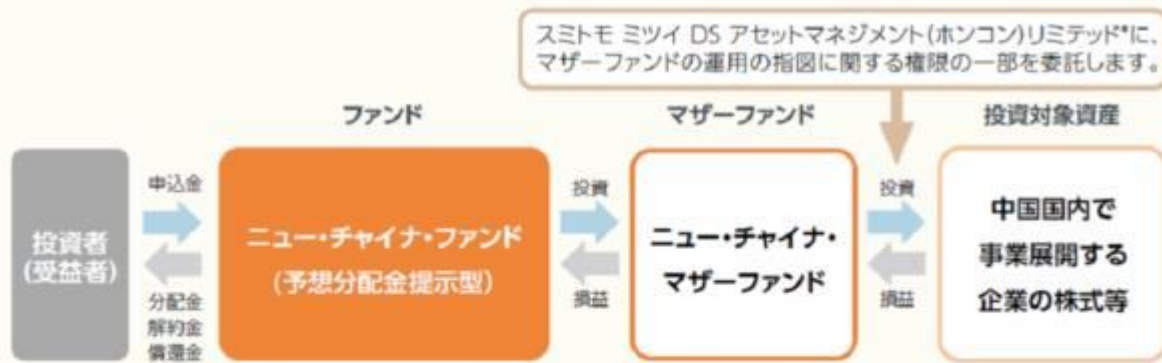 スミトモ ミツイ DS アセットマネジメント(ホンコン)リミテッド*に、
マザーファンドの運用の指図に関する権限の一部を委託します。
ファンド
マザーファンド
投資対象資産
投資者
(受益者)
申込金
分配金
解約金
償還金
ニュー・チャイナ・ファンド
(予想分配金提示型)
投資
損益
ニュー・チャイナ・
マザーファンド
投資
損益
中国国内で
事業展開する
企業の株式等